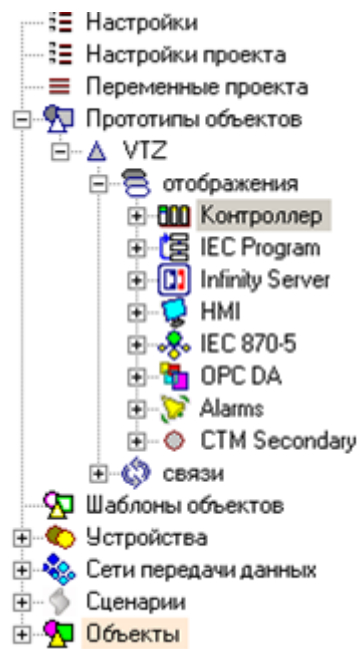 Настройки
Настройки проекта
Переменные проекта
Прототипы объектов
VTZ
отображения
Контроллер
IEC Program
Infinity Server
HMI
IEC 870-5
OPC DA
Alarms
CTM Secondary
связи
Шаблоны объектов
Устройства
Сети передачи данных
Сценарии
Объекты